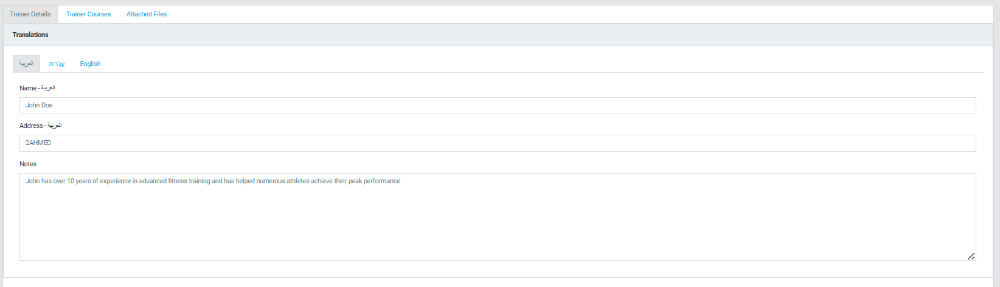 Trainer Details Trainer Courses Attached Files
Translations
العربية עברית English
Name - العربية
John Doe
Address - العربية
2AHMED
Notes
John has over 10 years of experience in advanced fitness training and has helped numerous athletes achieve their peak performance